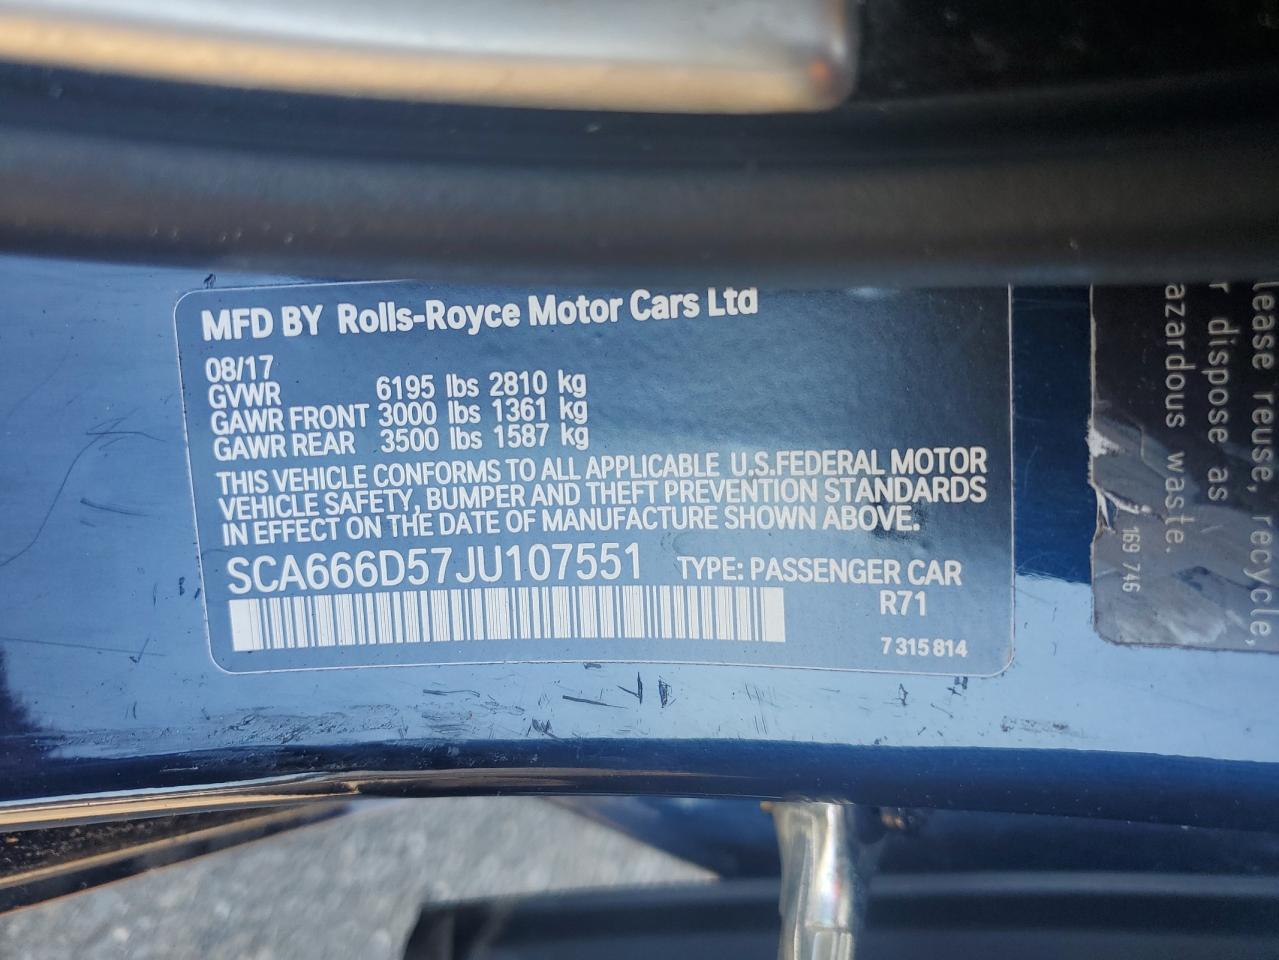 MFD BY Rolls-Royce Motor Cars Ltd
08/17
GVWR 6195 lbs 2810 kg
GAWR FRONT 3000 lbs 1361 kg
GAWR REAR 3500 lbs 1587 kg
THIS VEHICLE CONFORMS TO ALL APPLICABLE U.S.FEDERAL MOTOR
VEHICLE SAFETY, BUMPER AND THEFT PREVENTION STANDARDS
IN EFFECT ON THE DATE OF MANUFACTURE SHOWN ABOVE.
SCA666D57JU107551 TYPE: PASSENGER CAR
R71
7 315 814
lease reuse, recycle,
r dispose as
azardous waste.
169 746